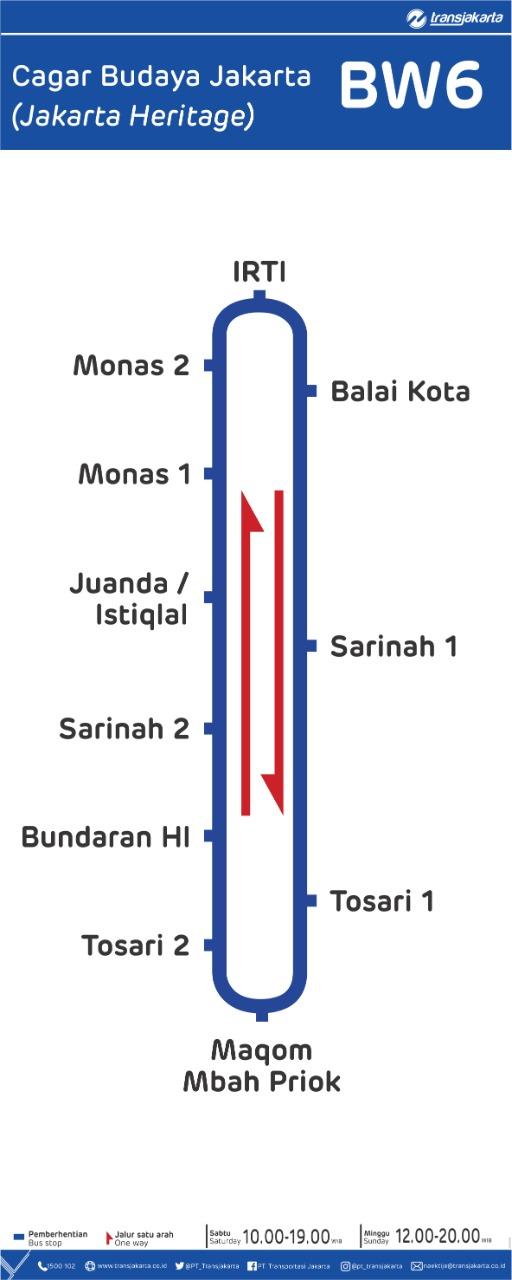 transjakarta
Cagar Budaya Jakarta
(Jakarta Heritage)
BW6
IRTI
Monas 2
Balai Kota
Monas 1
Juanda /
Istiqlal
Sarinah 1
Sarinah 2
Bundaran HI
Tosari 1
Tosari 2
Maqom
Mbah Priok
Pemberhentian
Bus stop
Jalur satu arah
One way
Sabtu
Saturday
10.00-19.00 WIB
Minggu
Sunday
12.00-20.00 WIB
1500 102
www.transjakarta.co.id
@PT_Transjakarta
PT Transportasi Jakarta
@pt_transjakarta
naektije@transjakarta.co.id